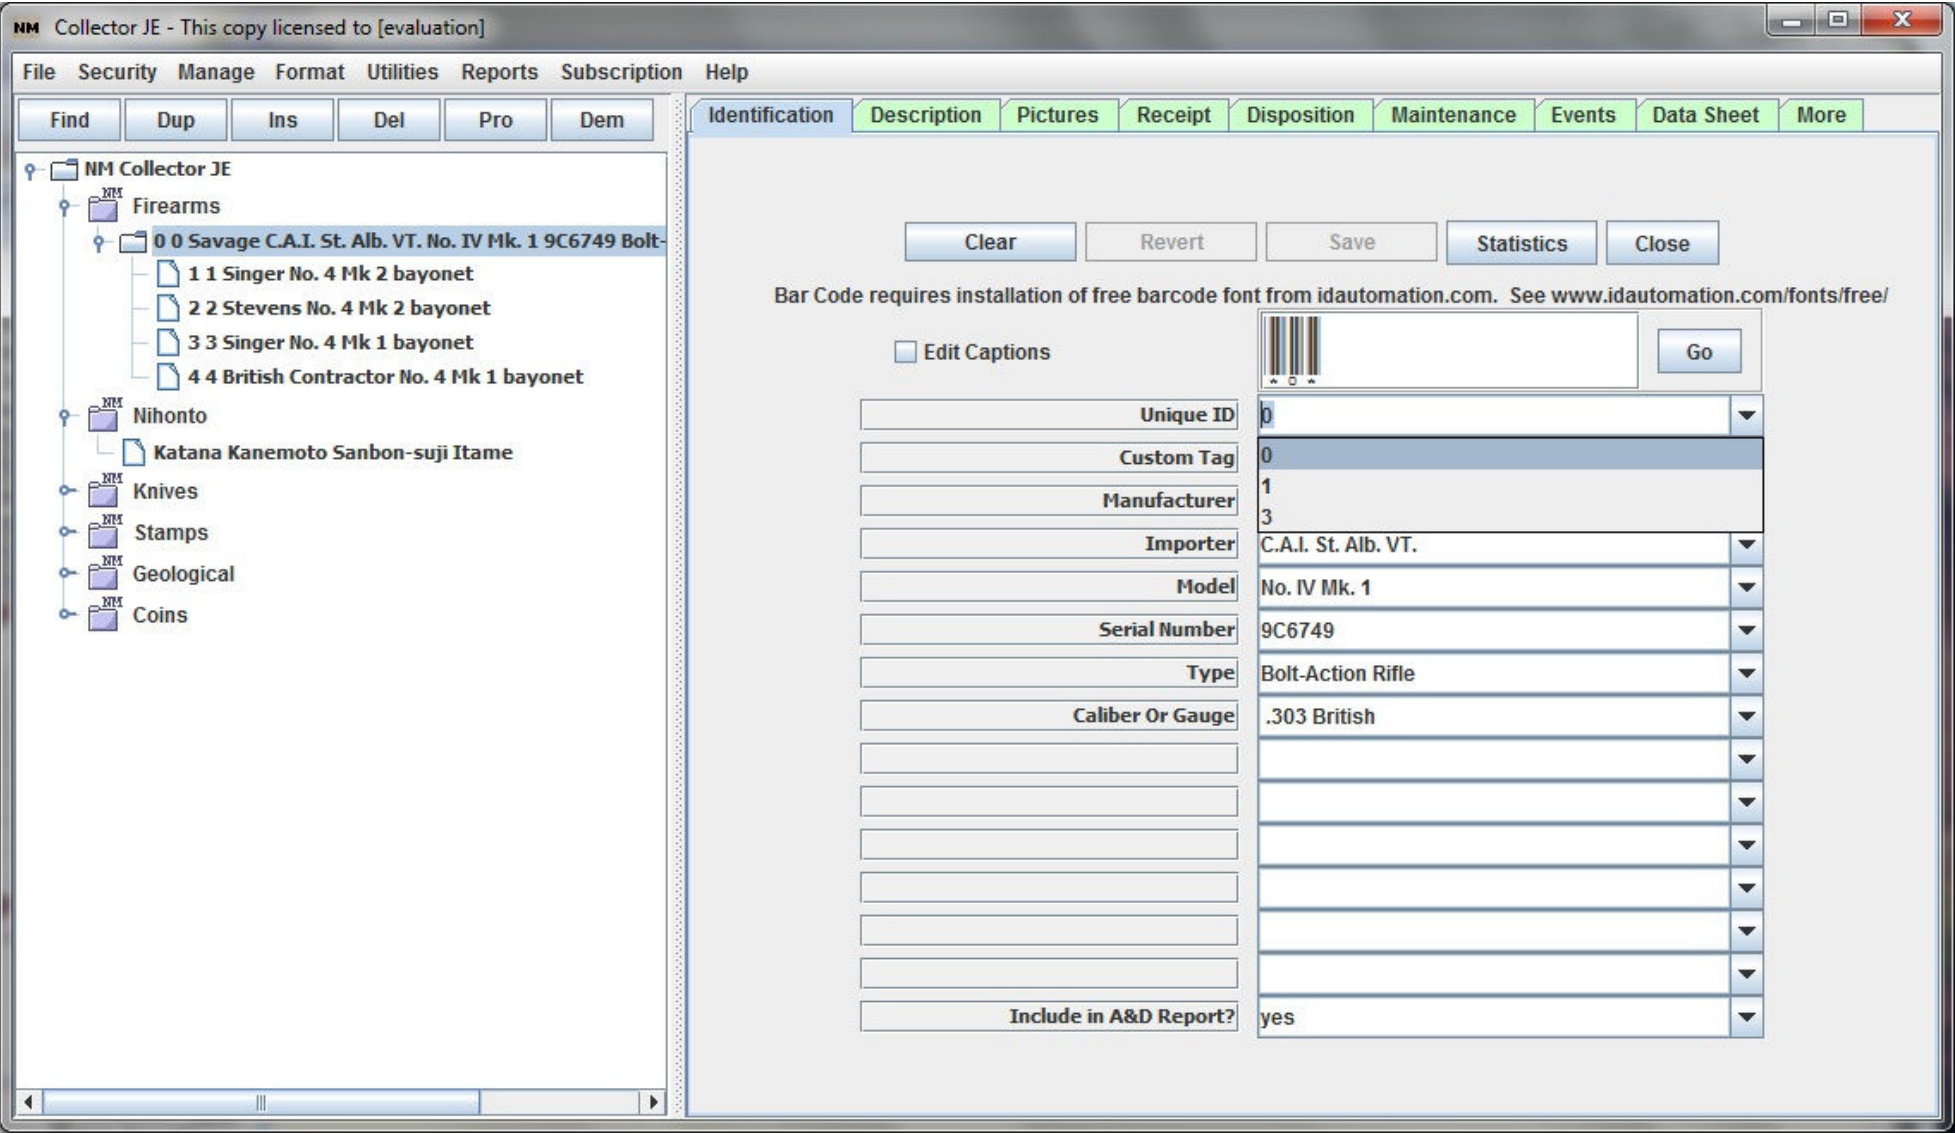 NM Collector JE - This copy licensed to [evaluation]
File Security Manage Format Utilities Reports Subscription Help
Find Dup Ins Del Pro Dem
NM Collector JE
NM Firearms
0 0 Savage C.A.I. St. Alb. VT. No. IV Mk. 1 9C6749 Bolt-
1 1 Singer No. 4 Mk 2 bayonet
2 2 Stevens No. 4 Mk 2 bayonet
3 3 Singer No. 4 Mk 1 bayonet
4 4 British Contractor No. 4 Mk 1 bayonet
NM Nihonto
Katana Kanemoto Sanbon-suji Itame
NM Knives
NM Stamps
NM Geological
NM Coins
Identification Description Pictures Receipt Disposition Maintenance Events Data Sheet More
Clear Revert Save Statistics Close
Bar Code requires installation of free barcode font from idautomation.com. See www.idautomation.com/fonts/free/
Edit Captions * 0 * Go
Unique ID 0
0
Custom Tag
1
Manufacturer
3
Importer C.A.I. St. Alb. VT.
Model No. IV Mk. 1
Serial Number 9C6749
Type Bolt-Action Rifle
Caliber Or Gauge .303 British
Include in A&D Report? yes